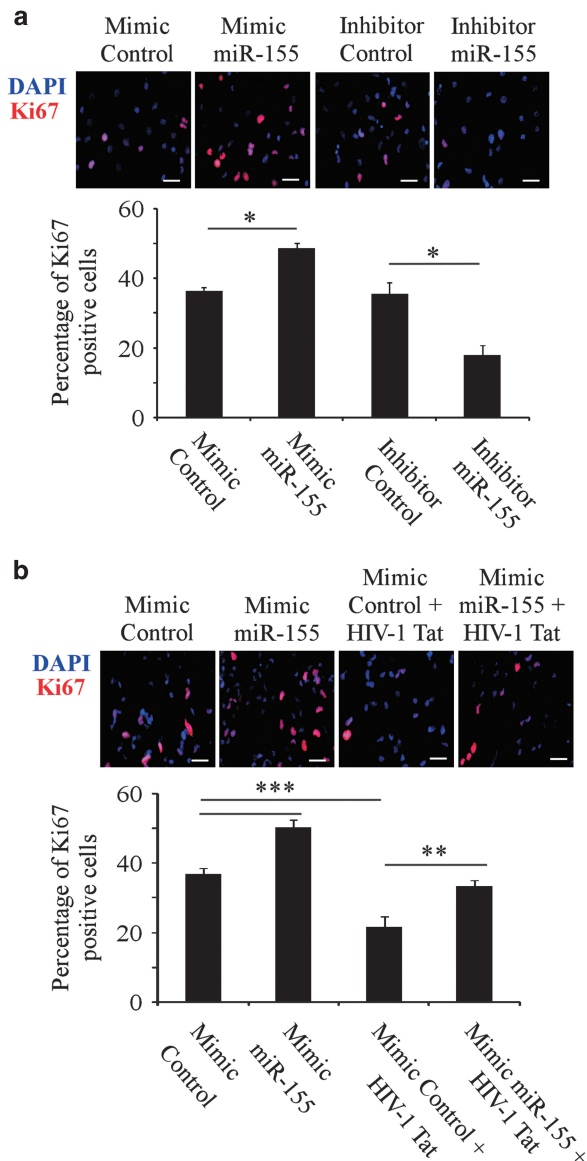 a
Mimic
Control
Mimic
miR-155
Inhibitor
Control
Inhibitor
miR-155
DAPI
Ki67
60
40
20
0
Percentage of Ki67
positive cells
*
*
Mimic
Control
Mimic
miR-155
Inhibitor
Control
Inhibitor
miR-155
b
Mimic
Control
Mimic
miR-155
Mimic
Control +
HIV-1 Tat
Mimic
miR-155 +
HIV-1 Tat
DAPI
Ki67
60
40
20
0
Percentage of Ki67
positive cells
***
**
Mimic
Control
Mimic
miR-155
Mimic Control +
HIV-1 Tat
Mimic miR-155 +
HIV-1 Tat